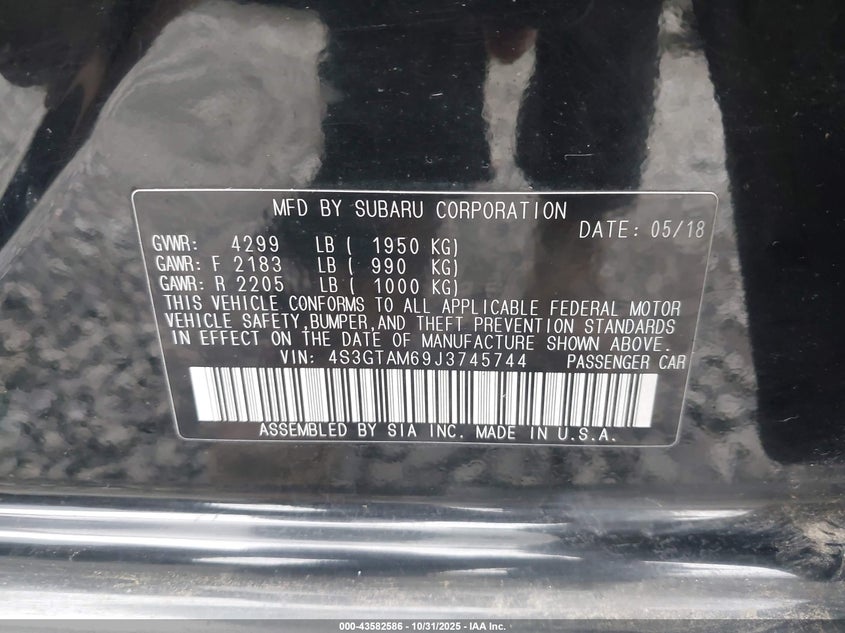 MFD BY SUBARU CORPORATION
DATE: 05/18
GVWR: 4299 LB ( 1950 KG)
GAWR: F 2183 LB ( 990 KG)
GAWR: R 2205 LB ( 1000 KG)
THIS VEHICLE CONFORMS TO ALL APPLICABLE FEDERAL MOTOR
VEHICLE SAFETY,BUMPER,AND THEFT PREVENTION STANDARDS
IN EFFECT ON THE DATE OF MANUFACTURE SHOWN ABOVE.
VIN: 4S3GTAM69J3745744 PASSENGER CAR
ASSEMBLED BY SIA INC. MADE IN U.S.A.
000-43582586 - 10/31/2025 - IAA Inc.